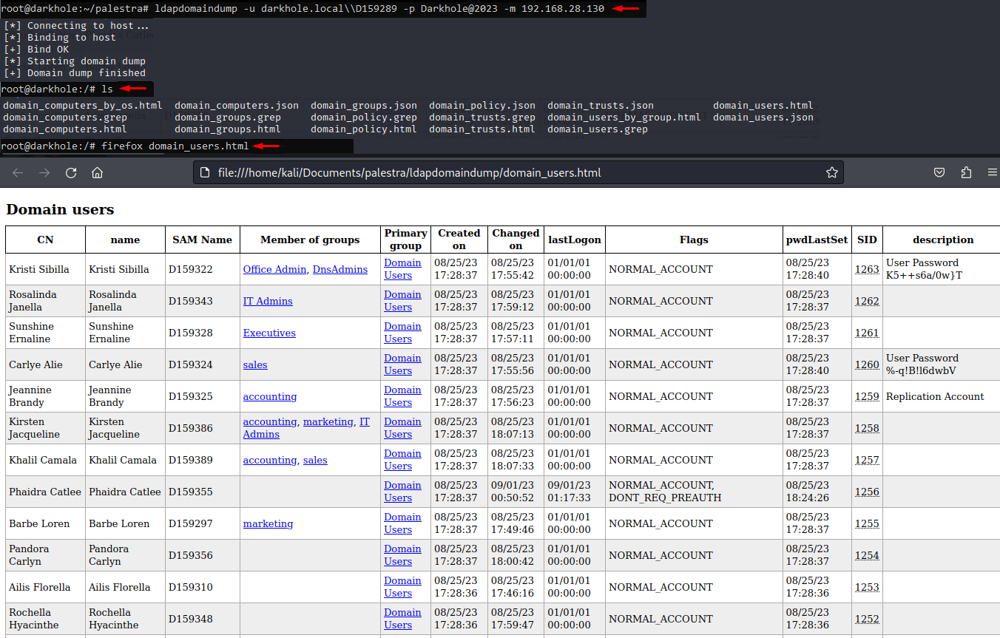 root@darkhole:~/palestra# ldapdomaindump -u darkhole.local\\D159289 -p Darkhole@2023 -m 192.168.28.130
[*] Connecting to host...
[*] Binding to host
[+] Bind OK
[*] Starting domain dump
[+] Domain dump finished
root@darkhole:/# ls
domain_computers_by_os.html domain_computers.json domain_groups.json domain_policy.json domain_trusts.json domain_users.html
domain_computers.grep domain_groups.grep domain_policy.grep domain_trusts.grep domain_users_by_group.html domain_users.json
domain_computers.html domain_groups.html domain_policy.html domain_trusts.html domain_users.grep
root@darkhole:/# firefox domain_users.html
file:///home/kali/Documents/palestra/ldapdomaindump/domain_users.html
Domain users
CN name SAM Name Member of groups Primary group Created on Changed on lastLogon Flags pwdLastSet SID description
Kristi Sibilla Kristi Sibilla D159322 Office Admin, DnsAdmins Domain Users 08/25/23 17:28:37 08/25/23 17:55:42 01/01/01 00:00:00 NORMAL_ACCOUNT 08/25/23 17:28:40 1263 User Password K5++s6a/0w}T
Rosalinda Janella Rosalinda Janella D159343 IT Admins Domain Users 08/25/23 17:28:37 08/25/23 17:59:12 01/01/01 00:00:00 NORMAL_ACCOUNT 08/25/23 17:28:37 1262
Sunshine Ernaline Sunshine Ernaline D159328 Executives Domain Users 08/25/23 17:28:37 08/25/23 17:57:11 01/01/01 00:00:00 NORMAL_ACCOUNT 08/25/23 17:28:37 1261
Carlye Alie Carlye Alie D159324 sales Domain Users 08/25/23 17:28:37 08/25/23 17:55:56 01/01/01 00:00:00 NORMAL_ACCOUNT 08/25/23 17:28:40 1260 User Password %-q!B!l6dwbV
Jeannine Brandy Jeannine Brandy D159325 accounting Domain Users 08/25/23 17:28:37 08/25/23 17:56:23 01/01/01 00:00:00 NORMAL_ACCOUNT 08/25/23 17:28:37 1259 Replication Account
Kirsten Jacqueline Kirsten Jacqueline D159386 accounting, marketing, IT Admins Domain Users 08/25/23 17:28:37 08/25/23 18:07:13 01/01/01 00:00:00 NORMAL_ACCOUNT 08/25/23 17:28:37 1258
Khalil Camala Khalil Camala D159389 accounting, sales Domain Users 08/25/23 17:28:37 08/25/23 18:07:33 01/01/01 00:00:00 NORMAL_ACCOUNT 08/25/23 17:28:37 1257
Phaidra Catlee Phaidra Catlee D159355 Domain Users 08/25/23 17:28:37 09/01/23 00:50:52 09/01/23 01:17:33 NORMAL_ACCOUNT, DONT_REQ_PREAUTH 08/25/23 18:24:26 1256
Barbe Loren Barbe Loren D159297 marketing Domain Users 08/25/23 17:28:37 08/25/23 17:49:46 01/01/01 00:00:00 NORMAL_ACCOUNT 08/25/23 17:28:37 1255
Pandora Carlyn Pandora Carlyn D159356 Domain Users 08/25/23 17:28:37 08/25/23 18:00:42 01/01/01 00:00:00 NORMAL_ACCOUNT 08/25/23 17:28:37 1254
Ailis Florella Ailis Florella D159310 Domain Users 08/25/23 17:28:36 08/25/23 17:46:16 01/01/01 00:00:00 NORMAL_ACCOUNT 08/25/23 17:28:36 1253
Rochella Hyacinthe Rochella Hyacinthe D159348 Domain Users 08/25/23 17:28:36 08/25/23 17:59:47 01/01/01 00:00:00 NORMAL_ACCOUNT 08/25/23 17:28:36 1252